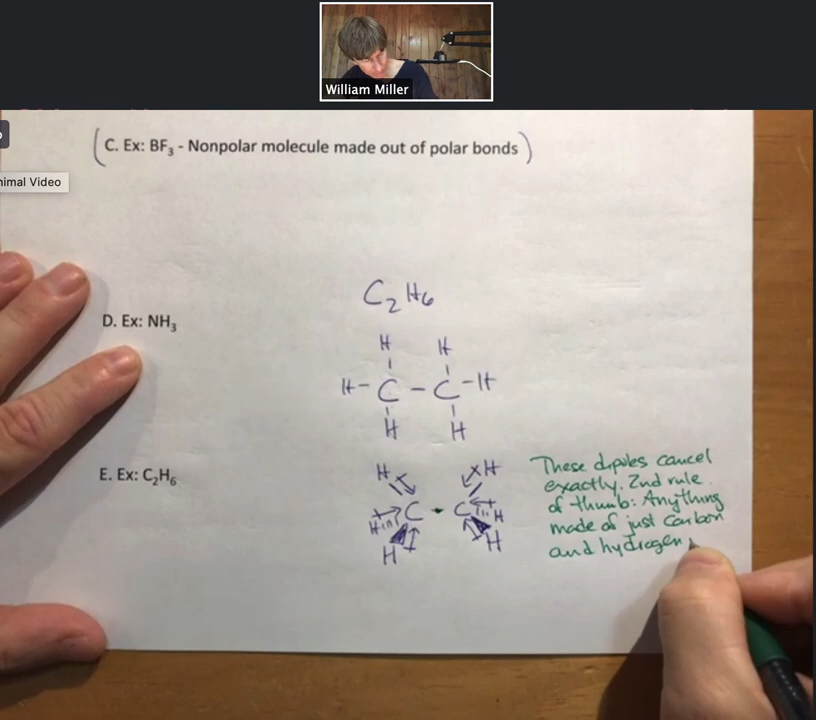 William Miller
C. Ex: BF₃ - Nonpolar molecule made out of polar bonds
nimal Video
C₂H₆
D. Ex: NH₃
H H
H-C-C-H
H H
E. Ex: C₂H₆
H H
H C - C H
H H
These dipoles cancel
exactly. 2nd rule
of thumb: Anything
made of just carbon
and hydrogen